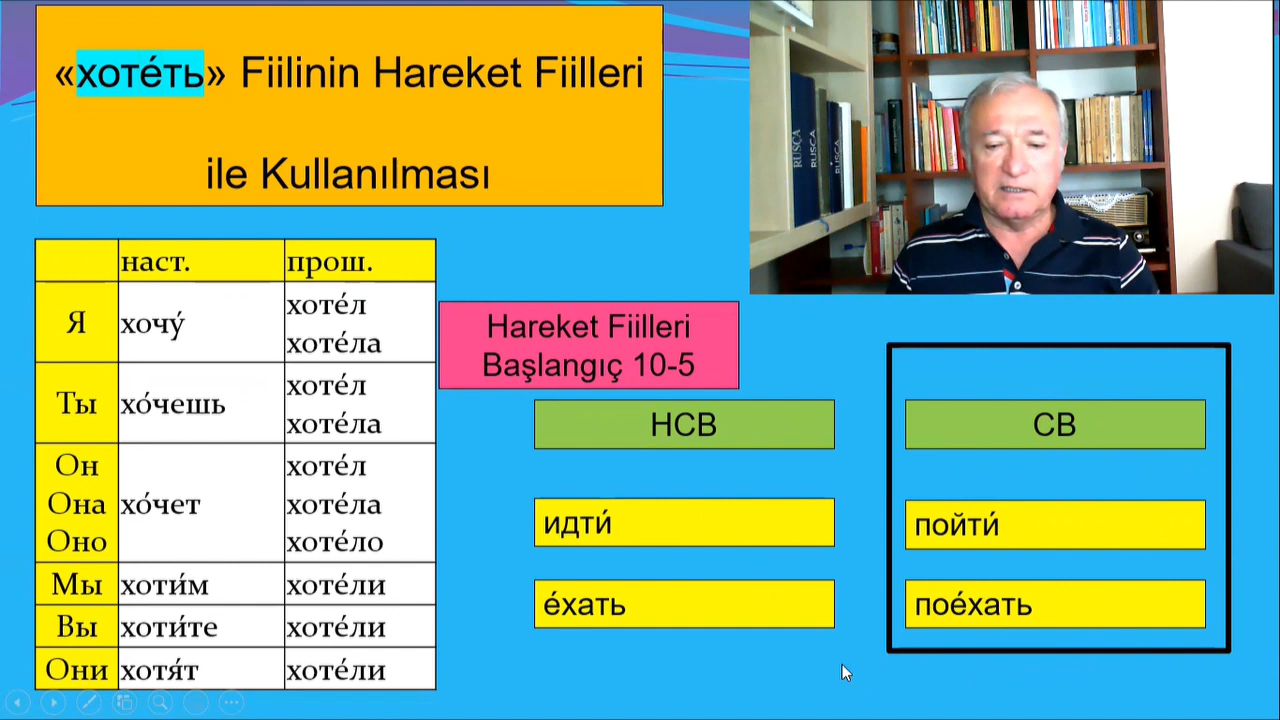 «хоте́ть» Fiilinin Hareket Fiilleri
ile Kullanılması
RUSÇA
RUSÇA
наст. прош.
Я хочу́ хоте́л
хоте́ла
Ты хо́чешь хоте́л
хоте́ла
Он хоте́л
Она хо́чет хоте́ла
Оно хоте́ло
Мы хоти́м хоте́ли
Вы хоти́те хоте́ли
Они хотя́т хоте́ли
Hareket Fiilleri
Başlangıç 10-5
НСВ
идти́
е́хать
СВ
пойти́
пое́хать